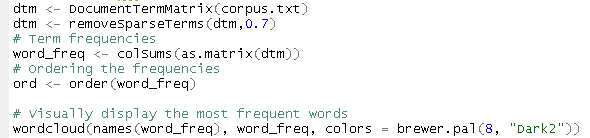 dtm <- DocumentTermMatrix(corpus.txt)
dtm <- removeSparseTerms(dtm,0.7)
# Term frequencies
word_freq <- colSums(as.matrix(dtm))
# Ordering the frequencies
ord <- order(word_freq)
# Visually display the most frequent words
wordcloud(names(word_freq), word_freq, colors = brewer.pal(8, "Dark2"))